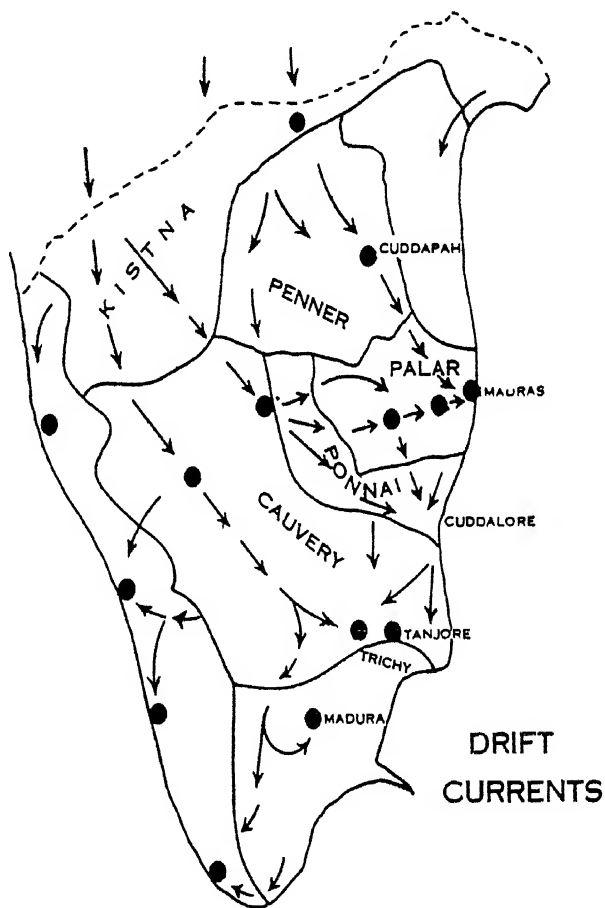 KISTNA
CUDDAPAH
PENNER
PALAR
MADRAS
PONNAI
CUDDALORE
CAUVERY
TANJORE
TRICHY
MADURA
DRIFT
CURRENTS